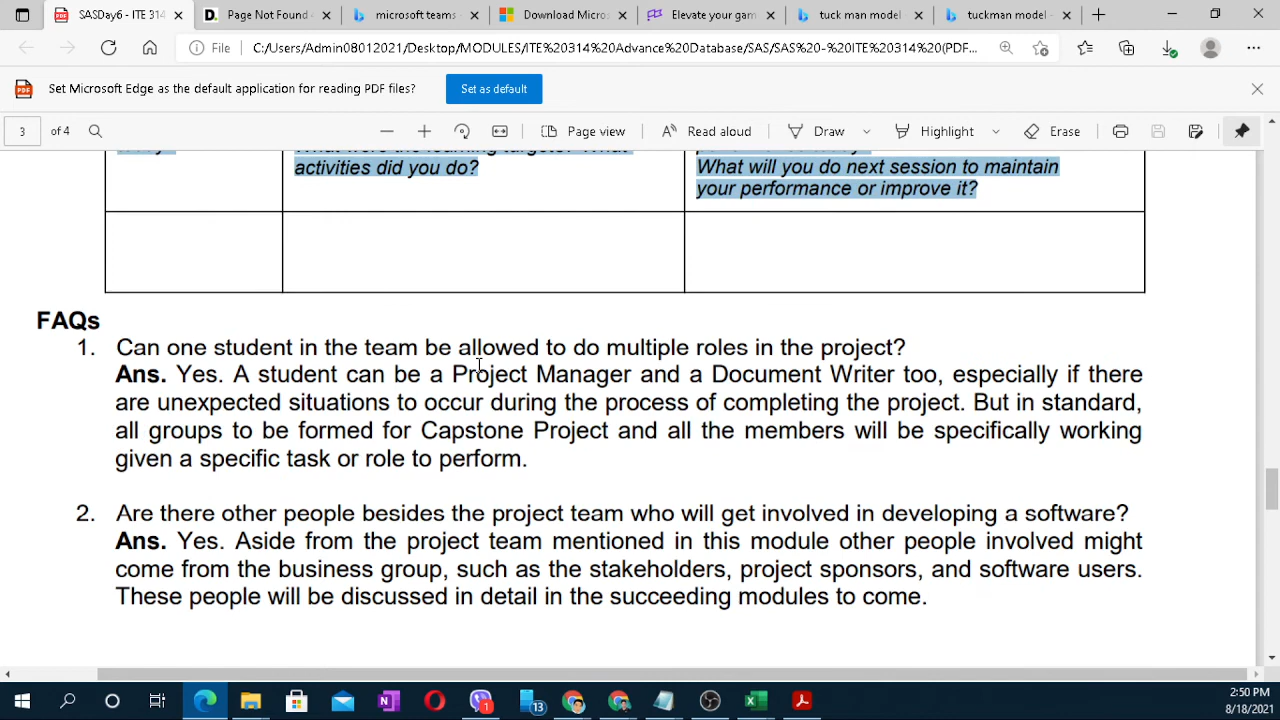 SASDay6 - ITE 314
Page Not Found
microsoft teams
Download Micro
Elevate your gam
tuck man model
tuckman model -
File C:/Users/Admin08012021/Desktop/MODULES/ITE%20314%20Advance%20Database/SAS/SAS%20-%20ITE%20314%20(PDF...
Set Microsoft Edge as the default application for reading PDF files? Set as default
3 of 4 Page view Read aloud Draw Highlight Erase
What were the learning targets? What
activities did you do?
What will you do next session to maintain
your performance or improve it?
FAQs
1. Can one student in the team be allowed to do multiple roles in the project?
Ans. Yes. A student can be a Project Manager and a Document Writer too, especially if there
are unexpected situations to occur during the process of completing the project. But in standard,
all groups to be formed for Capstone Project and all the members will be specifically working
given a specific task or role to perform.
2. Are there other people besides the project team who will get involved in developing a software?
Ans. Yes. Aside from the project team mentioned in this module other people involved might
come from the business group, such as the stakeholders, project sponsors, and software users.
These people will be discussed in detail in the succeeding modules to come.
13
1
2:50 PM
8/18/2021